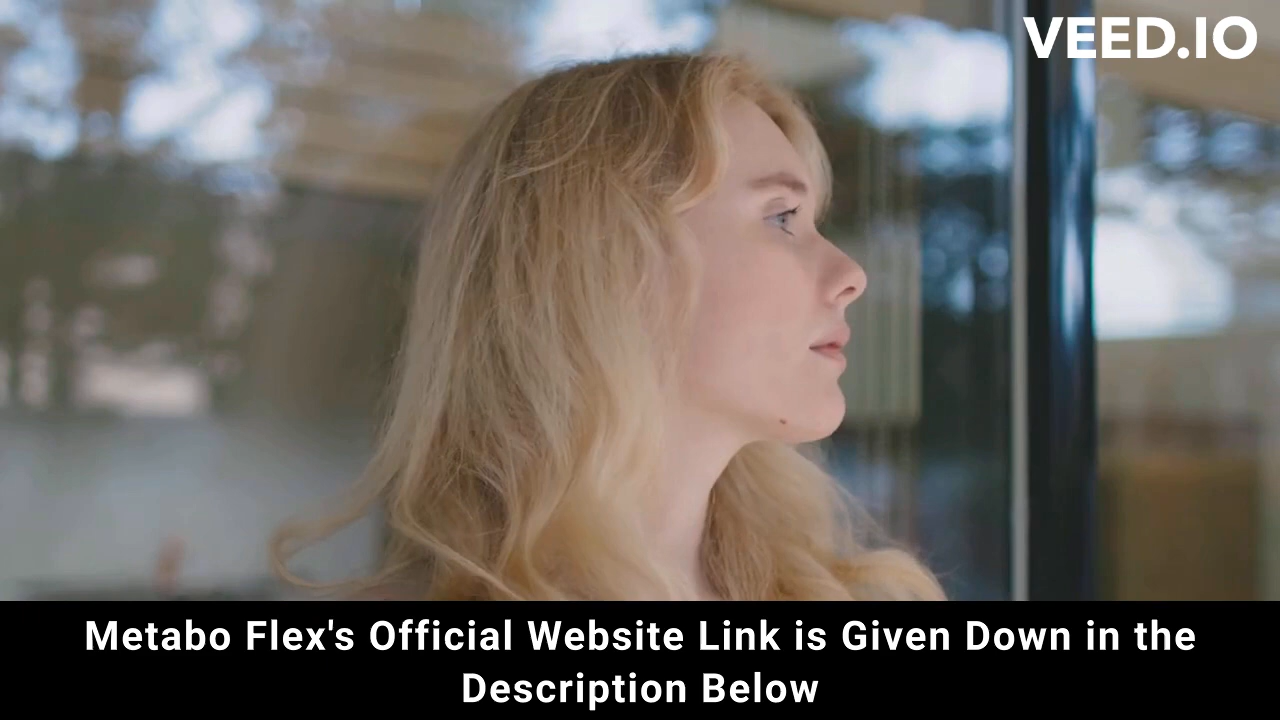 VEED.IO
Metabo Flex's Official Website Link is Given Down in the
Description Below